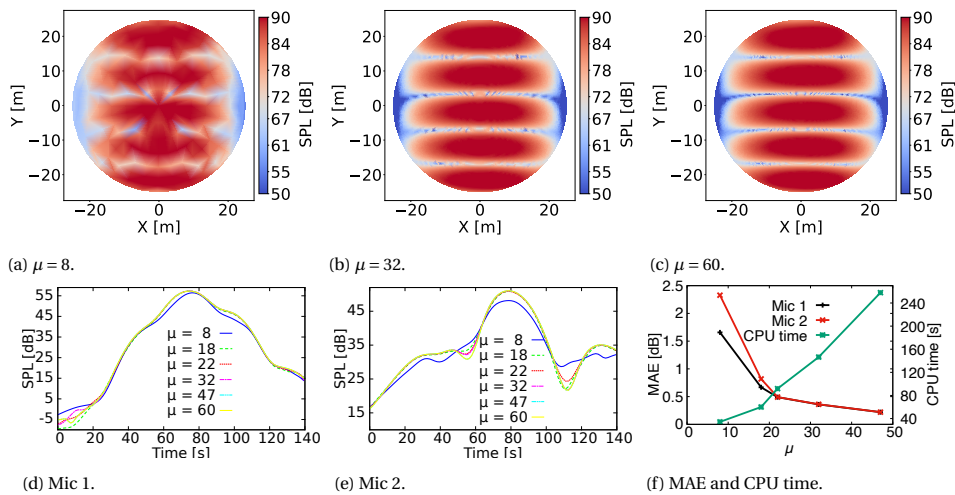 90
84
78
72
67
61
55
50
SPL [dB]
20
10
0
−10
−20
Y [m]
−20 0 20
X [m]
90
84
78
72
67
61
55
50
SPL [dB]
20
10
0
−10
−20
Y [m]
−20 0 20
X [m]
90
84
78
72
67
61
55
50
SPL [dB]
20
10
0
−10
−20
Y [m]
−20 0 20
X [m]
(a) μ = 8.
(b) μ = 32.
(c) μ = 60.
55
45
35
25
15
5
-5
SPL [dB]
μ = 8
μ = 18
μ = 22
μ = 32
μ = 47
μ = 60
0 20 40 60 80 100 120 140
Time [s]
45
35
25
15
SPL [dB]
μ = 8
μ = 18
μ = 22
μ = 32
μ = 47
μ = 60
0 20 40 60 80 100 120 140
Time [s]
2.5
2
1.5
1
0.5
0
MAE [dB]
Mic 1
Mic 2
CPU time
240
200
160
120
80
40
CPU time [s]
0 10 20 30 40 50
μ
(d) Mic 1.
(e) Mic 2.
(f) MAE and CPU time.